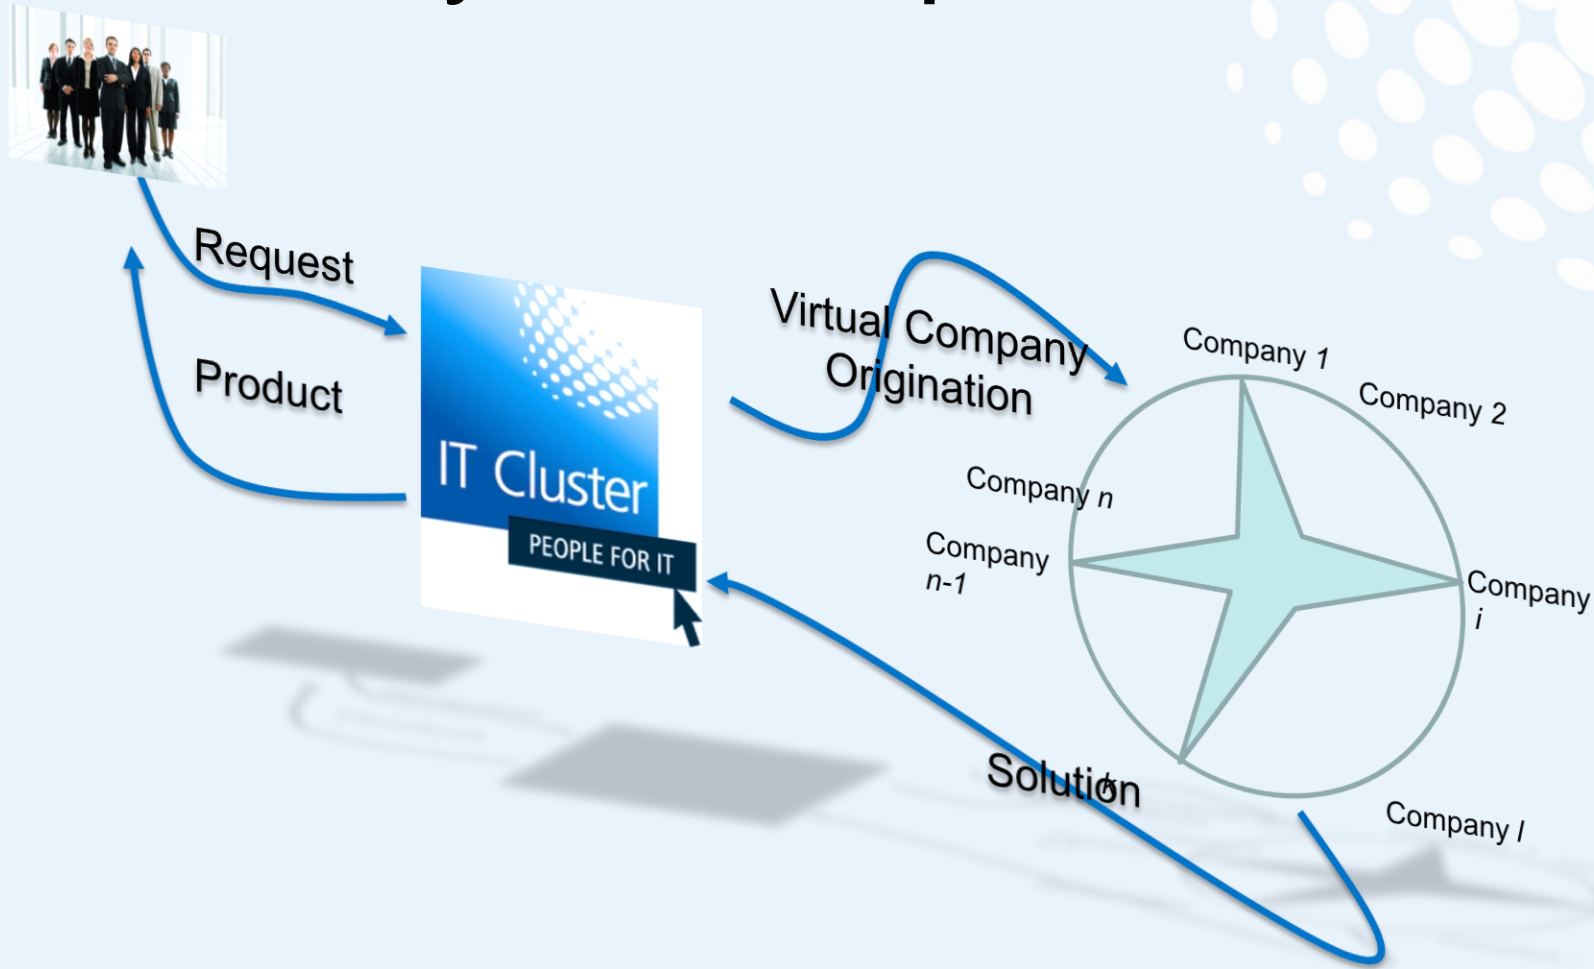 Request
Product
IT Cluster
PEOPLE FOR IT
Virtual Company
Origination
Company 1
Company 2
Company n
Company
n-1
Company
i
Solution
k
Company l